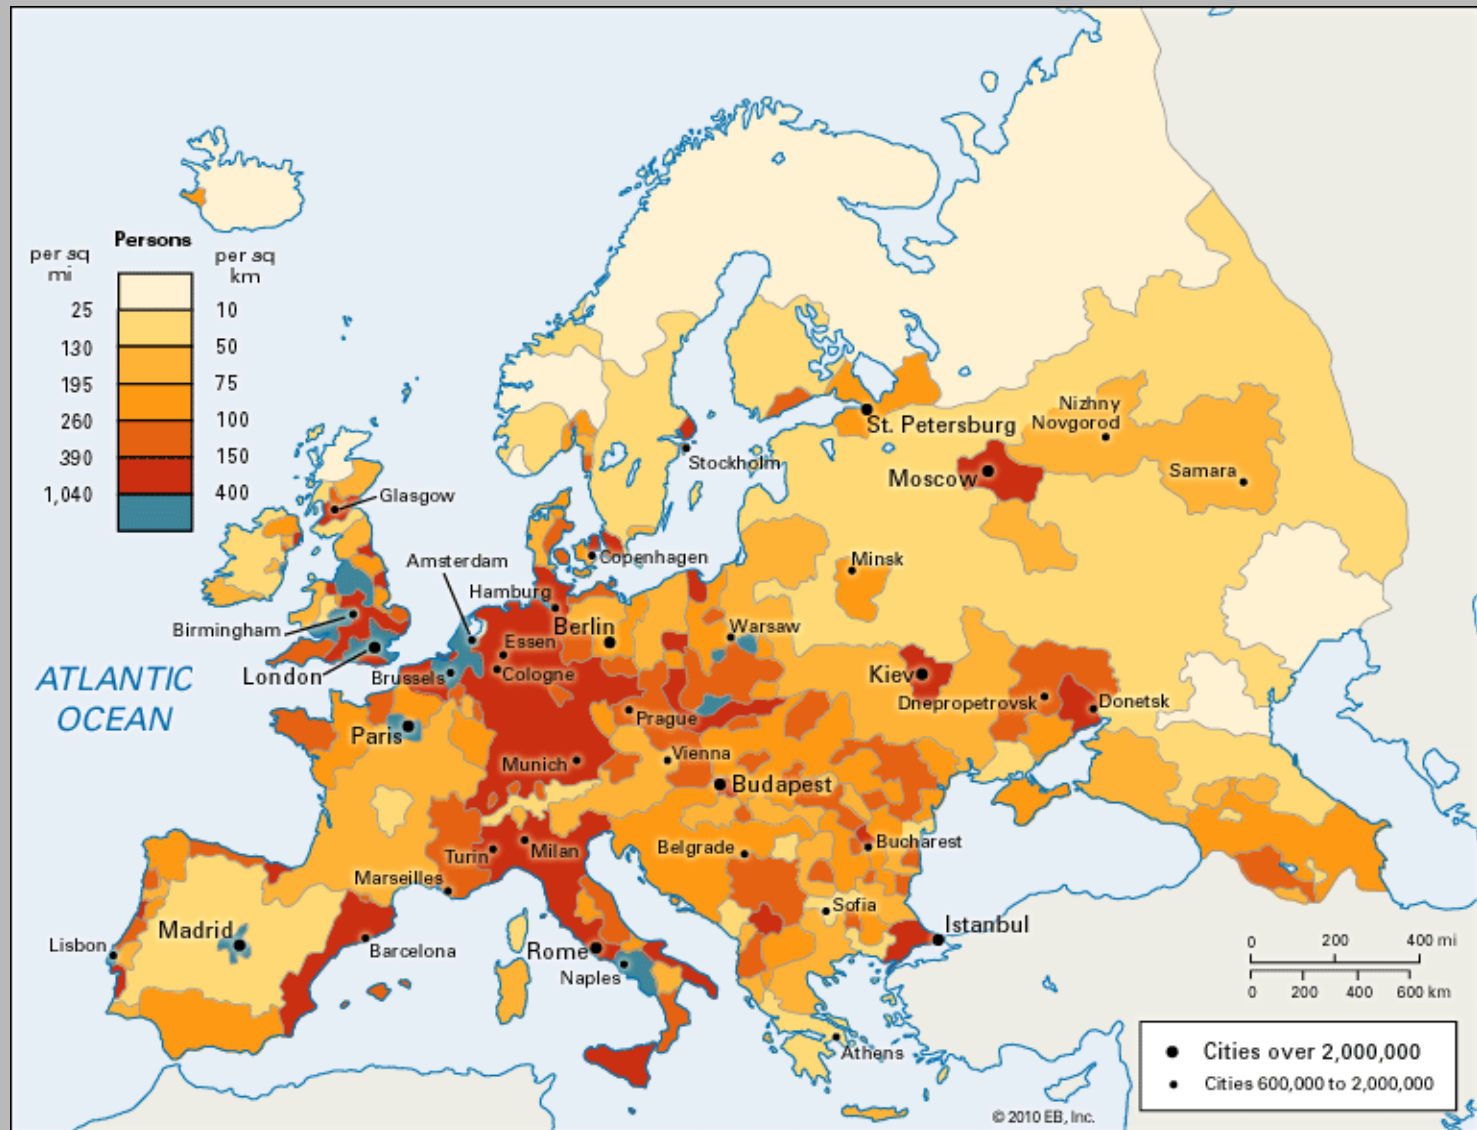 Persons
per sq
mi
per sq
km
25
10
130
50
195
75
260
100
390
150
1,040
400
Nizhny
Novgorod
St. Petersburg
Stockholm
Moscow
Samara
Glasgow
Amsterdam
Copenhagen
Minsk
Hamburg
Birmingham
Berlin
Warsaw
Essen
London
Brussels
Cologne
Kiev
ATLANTIC
OCEAN
Dnepropetrovsk
Donetsk
Prague
Paris
Munich
Vienna
Budapest
Turin
Milan
Belgrade
Bucharest
Marseilles
Sofia
Madrid
Istanbul
Lisbon
Barcelona
Rome
Naples
0 200 400 mi
0 200 400 600 km
Athens
Cities over 2,000,000
Cities 600,000 to 2,000,000
© 2010 EB, Inc.